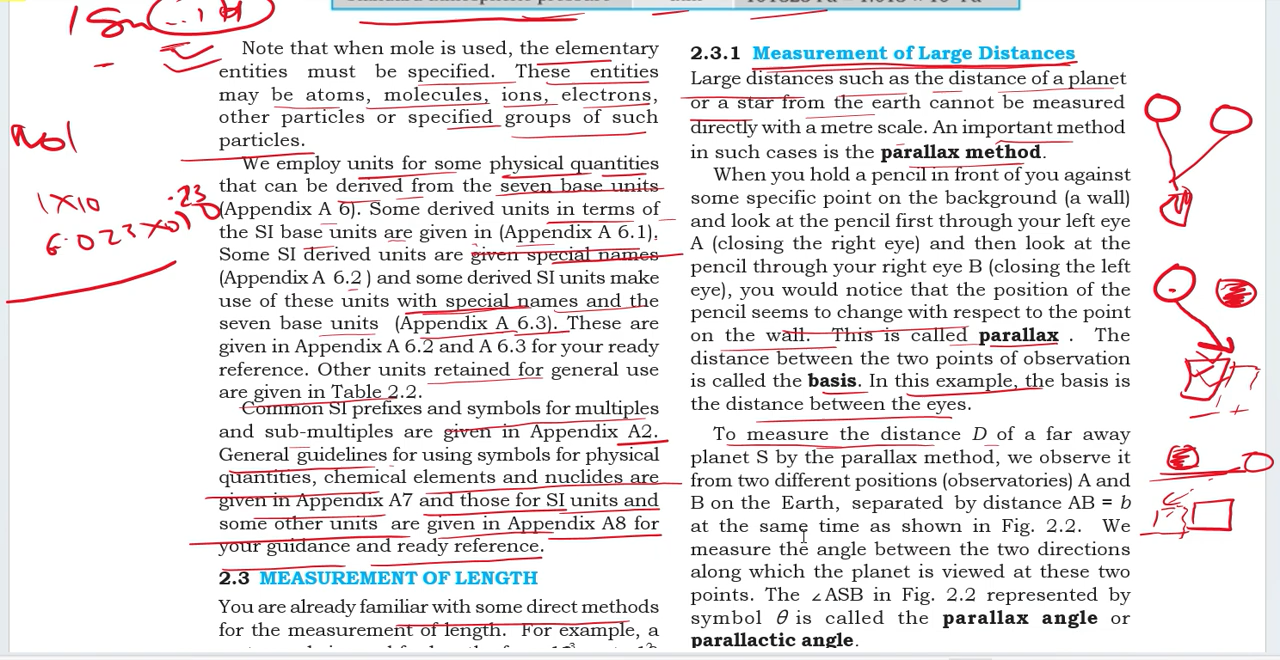 Note that when mole is used, the elementary
entities must be specified. These entities
may be atoms, molecules, ions, electrons,
other particles or specified groups of such
particles.
We employ units for some physical quantities
that can be derived from the seven base units
(Appendix A 6). Some derived units in terms of
the SI base units are given in (Appendix A 6.1).
Some SI derived units are given special names
(Appendix A 6.2 ) and some derived SI units make
use of these units with special names and the
seven base units (Appendix A 6.3). These are
given in Appendix A 6.2 and A 6.3 for your ready
reference. Other units retained for general use
are given in Table 2.2.
Common SI prefixes and symbols for multiples
and sub-multiples are given in Appendix A2.
General guidelines for using symbols for physical
quantities, chemical elements and nuclides are
given in Appendix A7 and those for SI units and
some other units are given in Appendix A8 for
your guidance and ready reference.
2.3 MEASUREMENT OF LENGTH
You are already familiar with some direct methods
for the measurement of length. For example, a
2.3.1 Measurement of Large Distances
Large distances such as the distance of a planet
or a star from the earth cannot be measured
directly with a metre scale. An important method
in such cases is the parallax method.
When you hold a pencil in front of you against
some specific point on the background (a wall)
and look at the pencil first through your left eye
A (closing the right eye) and then look at the
pencil through your right eye B (closing the left
eye), you would notice that the position of the
pencil seems to change with respect to the point
on the wall. This is called parallax . The
distance between the two points of observation
is called the basis. In this example, the basis is
the distance between the eyes.
To measure the distance D of a far away
planet S by the parallax method, we observe it
from two different positions (observatories) A and
B on the Earth, separated by distance AB = b
at the same time as shown in Fig. 2.2. We
measure the angle between the two directions
along which the planet is viewed at these two
points. The ∠ASB in Fig. 2.2 represented by
symbol θ is called the parallax angle or
parallactic angle.
mol
1×10